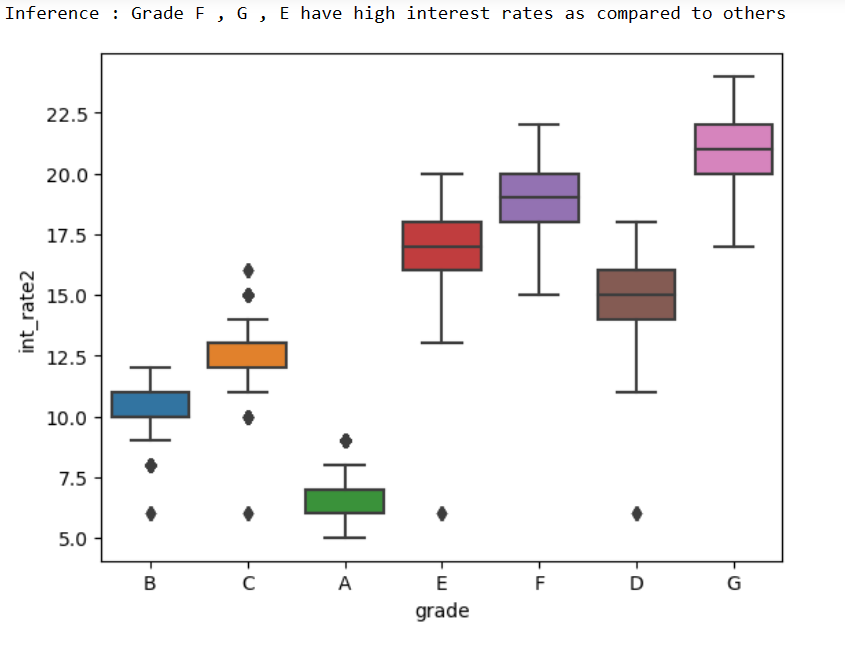 Inference : Grade F , G , E have high interest rates as compared to others
22.5
20.0
17.5
15.0
12.5
10.0
7.5
5.0
int_rate2
B C A E F D G
grade